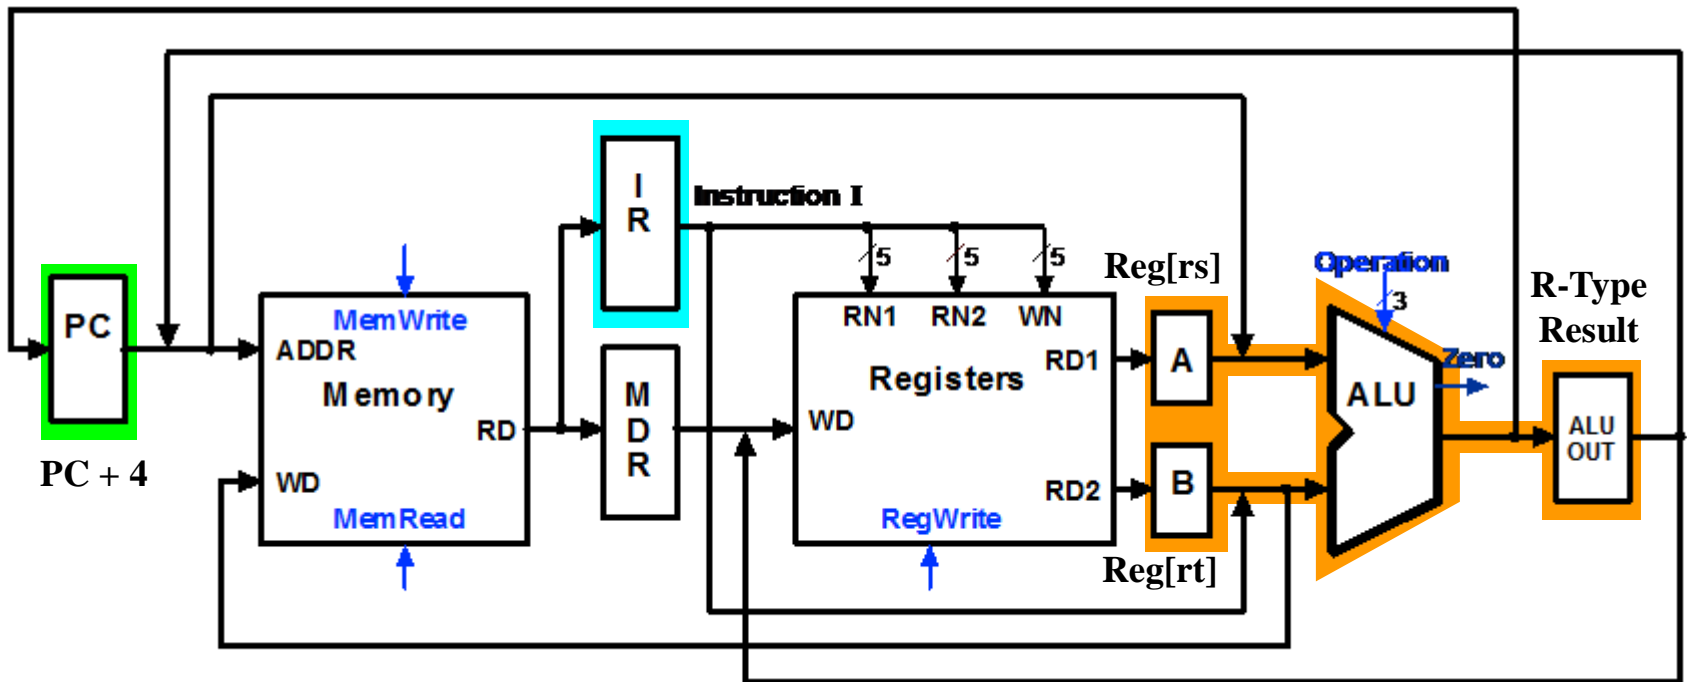 I
R
Instruction I
5
5
5
Reg[rs]
Operation
3
R-Type
Result
PC
MemWrite
ADDR
Memory
RD
WD
MemRead
PC + 4
M
D
R
RN1
RN2
WN
RD1
Registers
WD
RD2
RegWrite
A
B
Reg[rt]
ALU
Zero
ALU
OUT